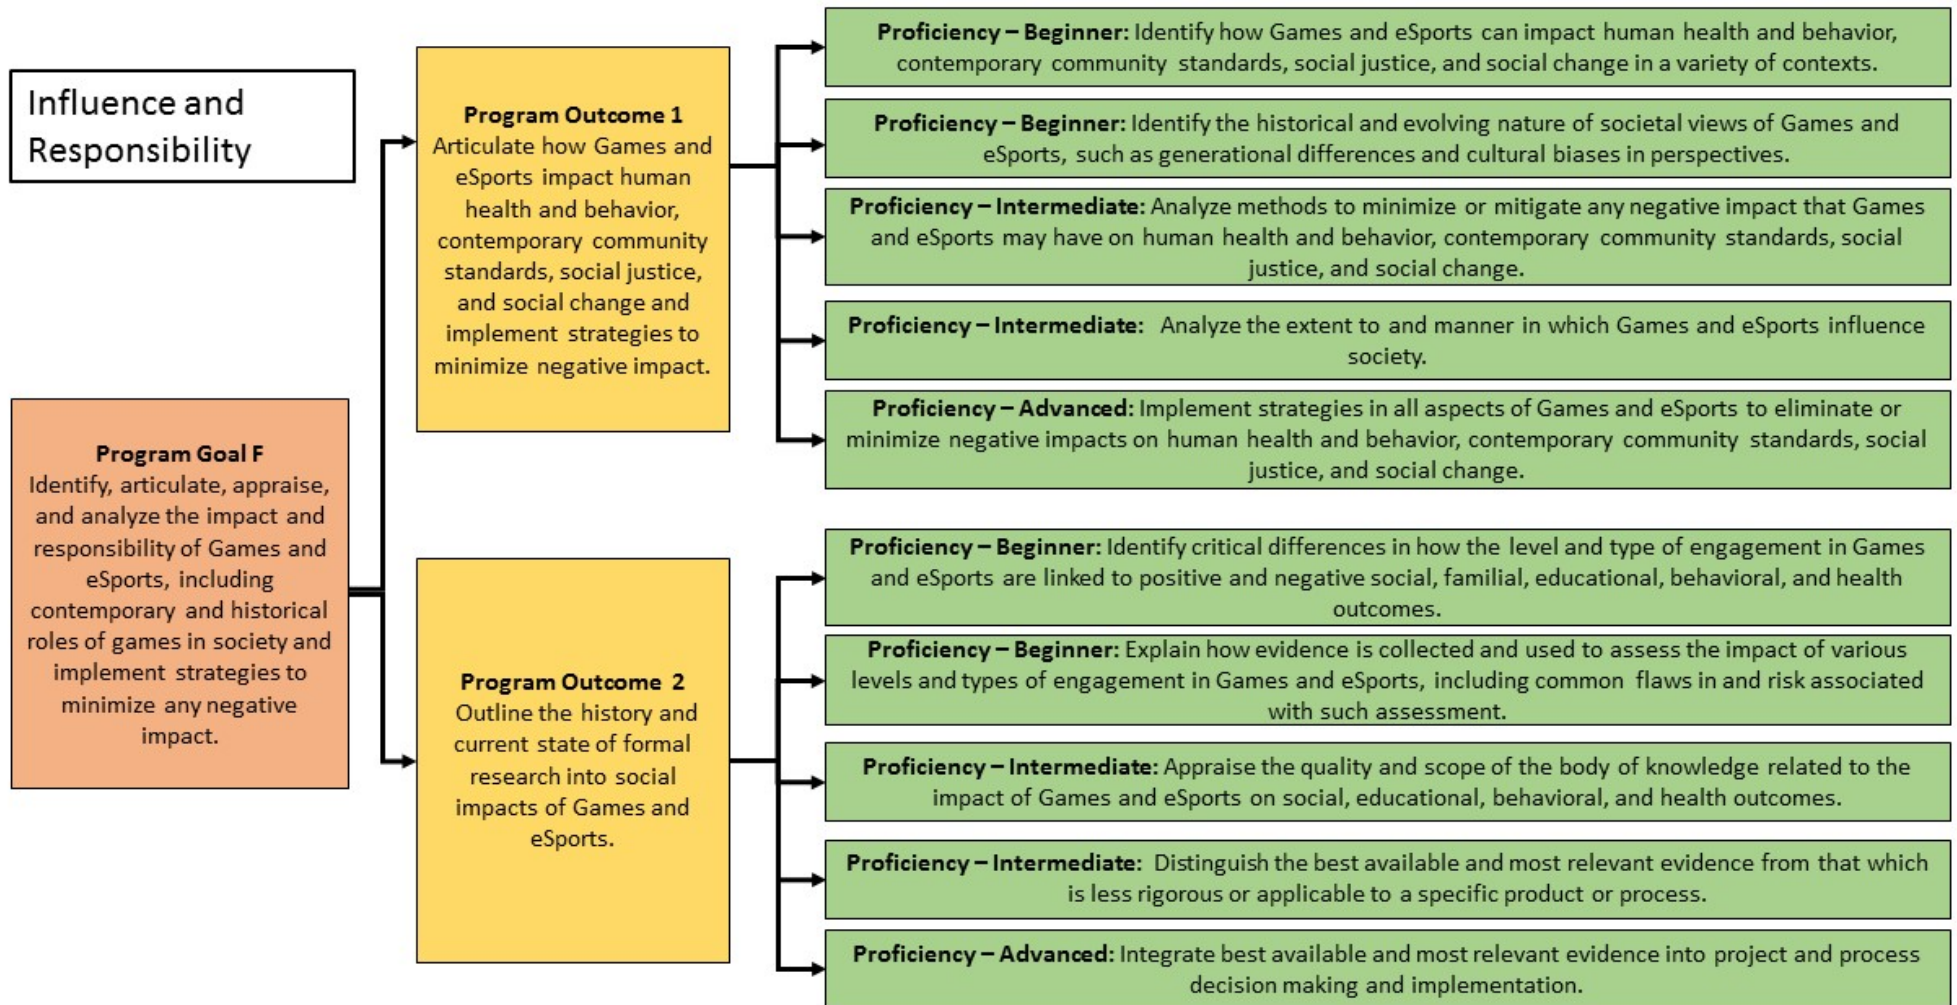 Influence and
Responsibility
Program Goal F
Identify, articulate, appraise,
and analyze the impact and
responsibility of Games and
eSports, including
contemporary and historical
roles of games in society and
implement strategies to
minimize any negative
impact.
Program Outcome 1
Articulate how Games and
eSports impact human
health and behavior,
contemporary community
standards, social justice,
and social change and
implement strategies to
minimize negative impact.
Proficiency – Beginner: Identify how Games and eSports can impact human health and behavior,
contemporary community standards, social justice, and social change in a variety of contexts.
Proficiency – Beginner: Identify the historical and evolving nature of societal views of Games and
eSports, such as generational differences and cultural biases in perspectives.
Proficiency – Intermediate: Analyze methods to minimize or mitigate any negative impact that Games
and eSports may have on human health and behavior, contemporary community standards, social
justice, and social change.
Proficiency – Intermediate: Analyze the extent to and manner in which Games and eSports influence
society.
Proficiency – Advanced: Implement strategies in all aspects of Games and eSports to eliminate or
minimize negative impacts on human health and behavior, contemporary community standards, social
justice, and social change.
Program Outcome 2
Outline the history and
current state of formal
research into social
impacts of Games and
eSports.
Proficiency – Beginner: Identify critical differences in how the level and type of engagement in Games
and eSports are linked to positive and negative social, familial, educational, behavioral, and health
outcomes.
Proficiency – Beginner: Explain how evidence is collected and used to assess the impact of various
levels and types of engagement in Games and eSports, including common flaws in and risk associated
with such assessment.
Proficiency – Intermediate: Appraise the quality and scope of the body of knowledge related to the
impact of Games and eSports on social, educational, behavioral, and health outcomes.
Proficiency – Intermediate: Distinguish the best available and most relevant evidence from that which
is less rigorous or applicable to a specific product or process.
Proficiency – Advanced: Integrate best available and most relevant evidence into project and process
decision making and implementation.